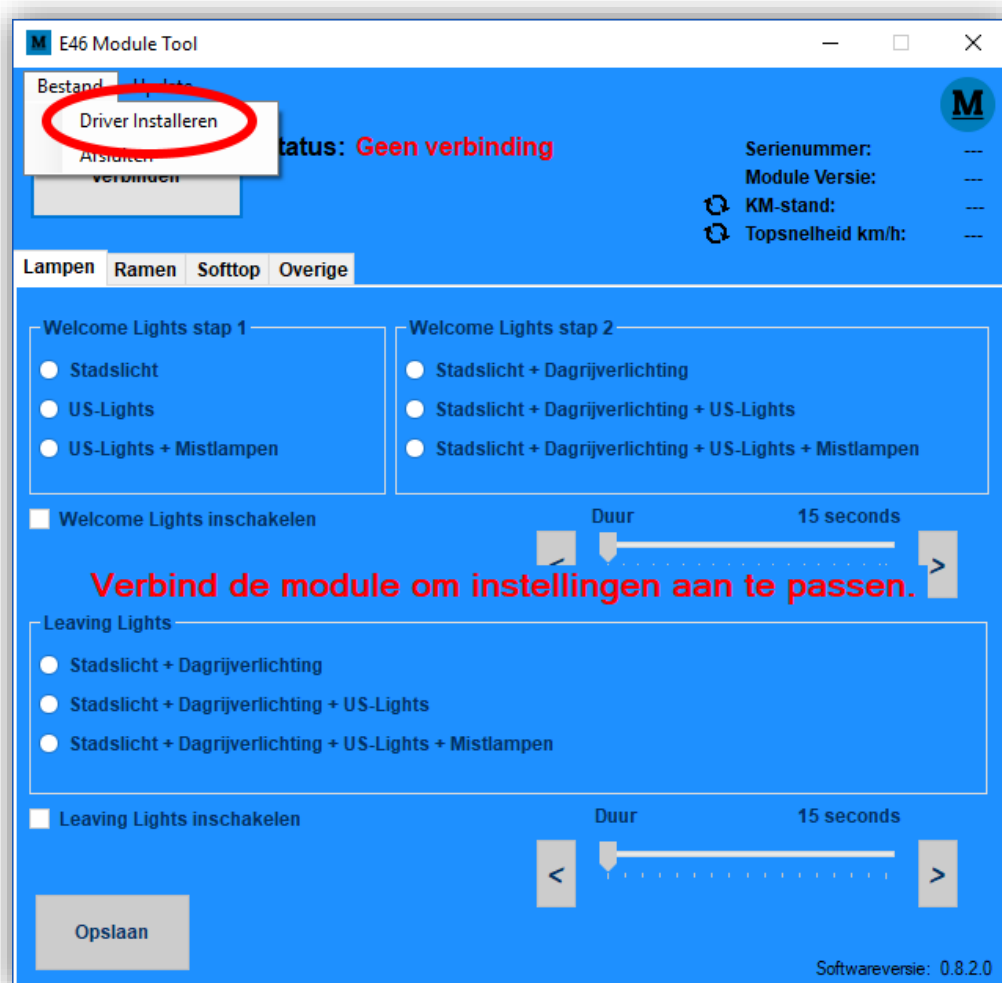 M E46 Module Tool
Bestand Update
Driver Installeren
Afsluiten
M
tatus: Geen verbinding
Verbinden
Serienummer: ---
Module Versie: ---
KM-stand: ---
Topsnelheid km/h: ---
Lampen Ramen Softtop Overige
Welcome Lights stap 1
Stadslicht
US-Lights
US-Lights + Mistlampen
Welcome Lights stap 2
Stadslicht + Dagrijverlichting
Stadslicht + Dagrijverlichting + US-Lights
Stadslicht + Dagrijverlichting + US-Lights + Mistlampen
Welcome Lights inschakelen
Duur 15 seconds
< >
Verbind de module om instellingen aan te passen.
Leaving Lights
Stadslicht + Dagrijverlichting
Stadslicht + Dagrijverlichting + US-Lights
Stadslicht + Dagrijverlichting + US-Lights + Mistlampen
Leaving Lights inschakelen
Duur 15 seconds
< >
Opslaan
Softwareversie: 0.8.2.0